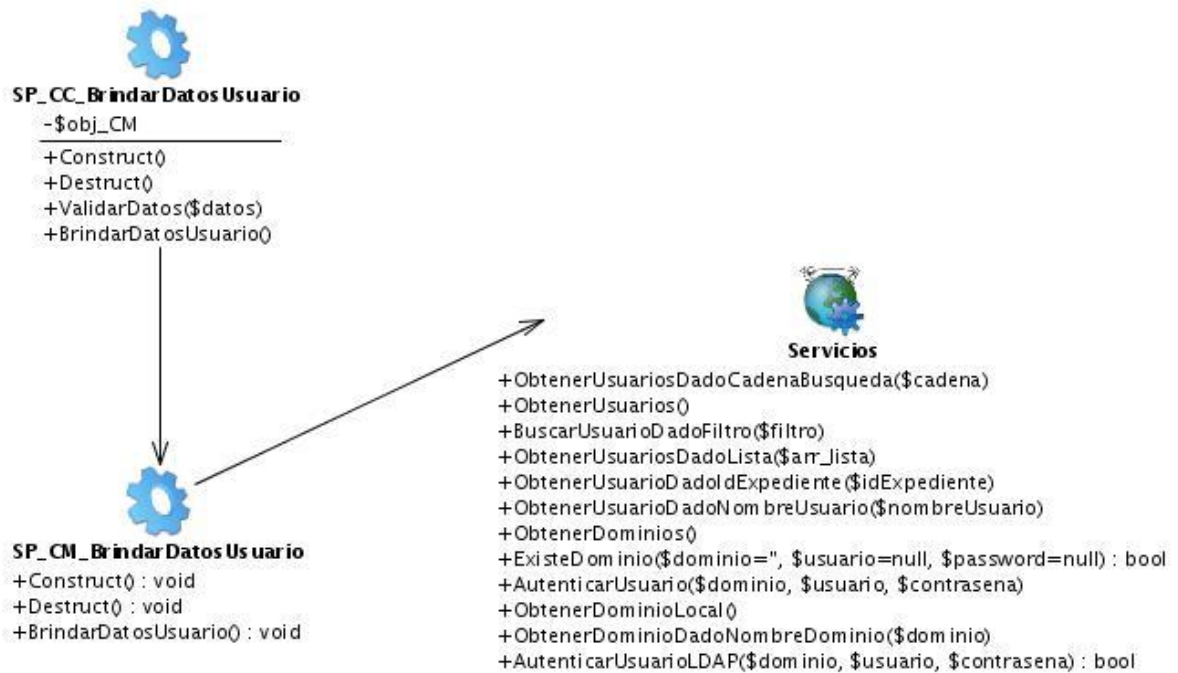 SP_CC_BrindarDatosUsuario
-$obj_CM
+Construct()
+Destruct()
+ValidarDatos($datos)
+BrindarDatosUsuario()
Servicios
+ObtenerUsuariosDadoCadenaBusqueda($cadena)
+ObtenerUsuarios()
+BuscarUsuarioDadoFiltro($filtro)
+ObtenerUsuariosDadoLista($arr_lista)
+ObtenerUsuarioDadoIdExpediente($idExpediente)
+ObtenerUsuarioDadoNombreUsuario($nombreUsuario)
+ObtenerDominios()
+ExisteDominio($dominio='', $usuario=null, $password=null) : bool
+AutenticarUsuario($dominio, $usuario, $contrasena)
+ObtenerDominioLocal()
+ObtenerDominioDadoNombreDominio($dominio)
+AutenticarUsuarioLDAP($dominio, $usuario, $contrasena) : bool
SP_CM_BrindarDatosUsuario
+Construct() : void
+Destruct() : void
+BrindarDatosUsuario() : void